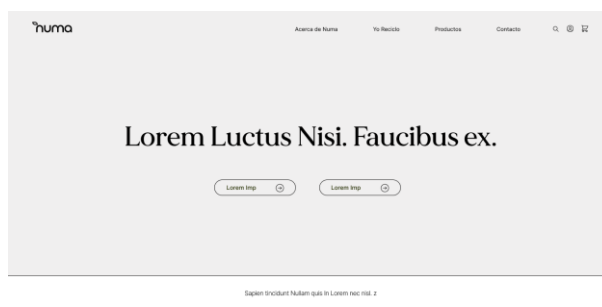 numa
Acerca de Numa Yo Reciclo Productos Contacto
Lorem Luctus Nisi. Faucibus ex.
Lorem Imp Lorem Imp
Sapien tincidunt Nullam quis In Lorem nec nisl. z